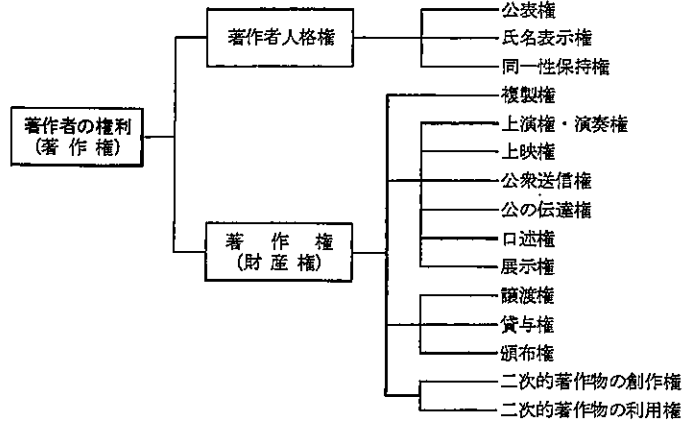 著作者の権利
(著作権)
著作者人格権
公表権
氏名表示権
同一性保持権
著作権
(財産権)
複製権
上演権・演奏権
上映権
公衆送信権
公の伝達権
口述権
展示権
譲渡権
貸与権
頒布権
二次的著作物の創作権
二次的著作物の利用権